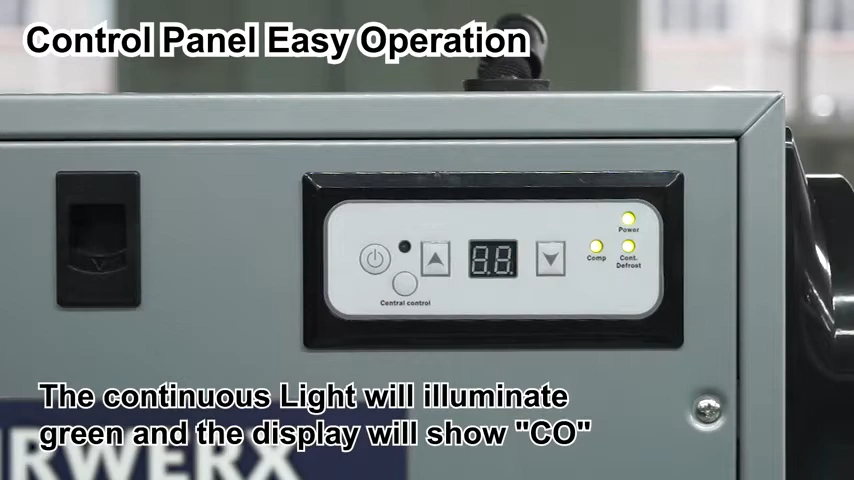 Control Panel Easy Operation
Power
Comp
Cont.
Defrost
Central control
The continuous Light will illuminate
green and the display will show "CO"
RWERX